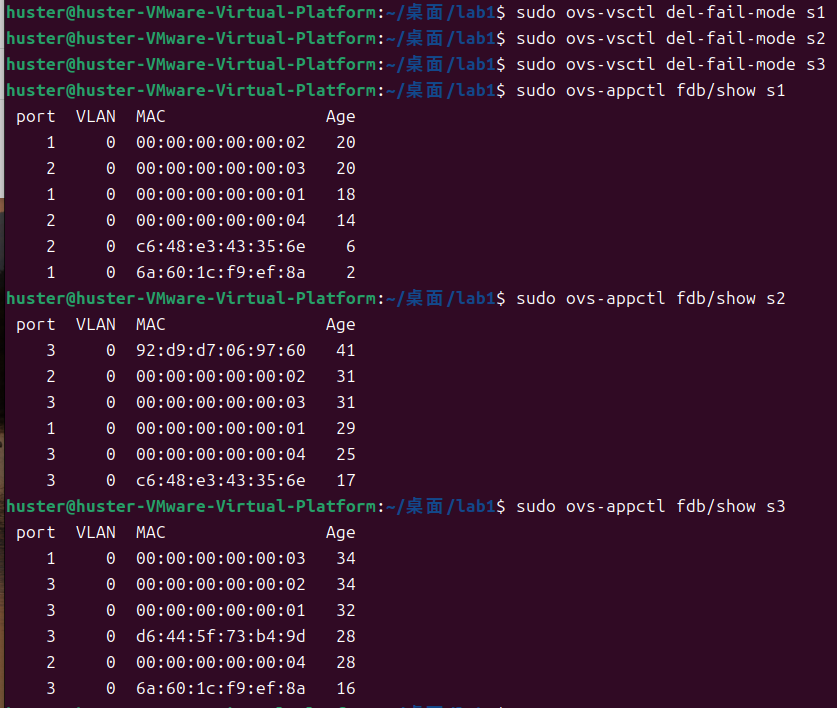 huster@huster-VMware-Virtual-Platform:~/桌面/lab1$ sudo ovs-vsctl del-fail-mode s1
huster@huster-VMware-Virtual-Platform:~/桌面/lab1$ sudo ovs-vsctl del-fail-mode s2
huster@huster-VMware-Virtual-Platform:~/桌面/lab1$ sudo ovs-vsctl del-fail-mode s3
huster@huster-VMware-Virtual-Platform:~/桌面/lab1$ sudo ovs-appctl fdb/show s1
port VLAN MAC Age
1 0 00:00:00:00:00:02 20
2 0 00:00:00:00:00:03 20
1 0 00:00:00:00:00:01 18
2 0 00:00:00:00:00:04 14
2 0 c6:48:e3:43:35:6e 6
1 0 6a:60:1c:f9:ef:8a 2
huster@huster-VMware-Virtual-Platform:~/桌面/lab1$ sudo ovs-appctl fdb/show s2
port VLAN MAC Age
3 0 92:d9:d7:06:97:60 41
2 0 00:00:00:00:00:02 31
3 0 00:00:00:00:00:03 31
1 0 00:00:00:00:00:01 29
3 0 00:00:00:00:00:04 25
3 0 c6:48:e3:43:35:6e 17
huster@huster-VMware-Virtual-Platform:~/桌面/lab1$ sudo ovs-appctl fdb/show s3
port VLAN MAC Age
1 0 00:00:00:00:00:03 34
3 0 00:00:00:00:00:02 34
3 0 00:00:00:00:00:01 32
3 0 d6:44:5f:73:b4:9d 28
2 0 00:00:00:00:00:04 28
3 0 6a:60:1c:f9:ef:8a 16